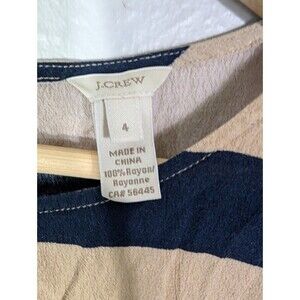 J.CREW
4
MADE IN
CHINA
100% Rayon/
Rayonne
CA# 56445